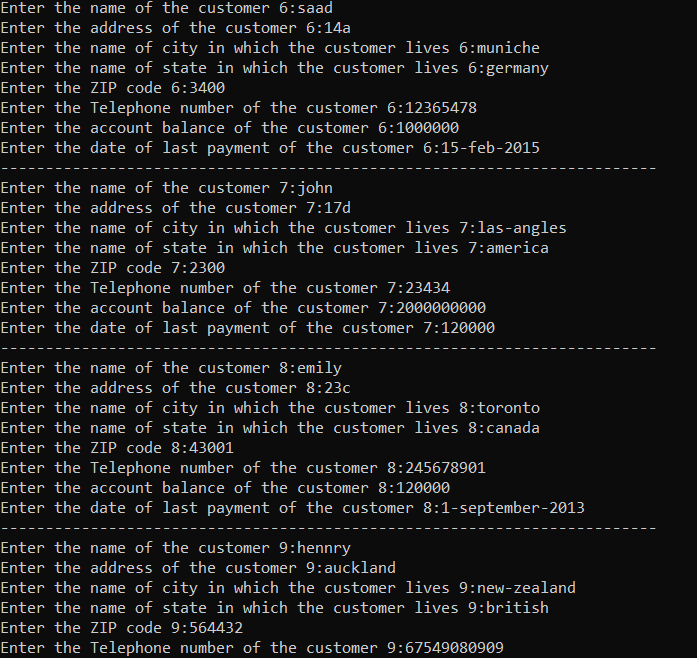 Enter the name of the customer 6:saad
Enter the address of the customer 6:14a
Enter the name of city in which the customer lives 6:muniche
Enter the name of state in which the customer lives 6:germany
Enter the ZIP code 6:3400
Enter the Telephone number of the customer 6:12365478
Enter the account balance of the customer 6:1000000
Enter the date of last payment of the customer 6:15-feb-2015
-------------------------------------------------------------------------
Enter the name of the customer 7:john
Enter the address of the customer 7:17d
Enter the name of city in which the customer lives 7:las-angles
Enter the name of state in which the customer lives 7:america
Enter the ZIP code 7:2300
Enter the Telephone number of the customer 7:23434
Enter the account balance of the customer 7:2000000000
Enter the date of last payment of the customer 7:120000
-------------------------------------------------------------------------
Enter the name of the customer 8:emily
Enter the address of the customer 8:23c
Enter the name of city in which the customer lives 8:toronto
Enter the name of state in which the customer lives 8:canada
Enter the ZIP code 8:43001
Enter the Telephone number of the customer 8:245678901
Enter the account balance of the customer 8:120000
Enter the date of last payment of the customer 8:1-september-2013
-------------------------------------------------------------------------
Enter the name of the customer 9:hennry
Enter the address of the customer 9:auckland
Enter the name of city in which the customer lives 9:new-zealand
Enter the name of state in which the customer lives 9:british
Enter the ZIP code 9:564432
Enter the Telephone number of the customer 9:67549080909